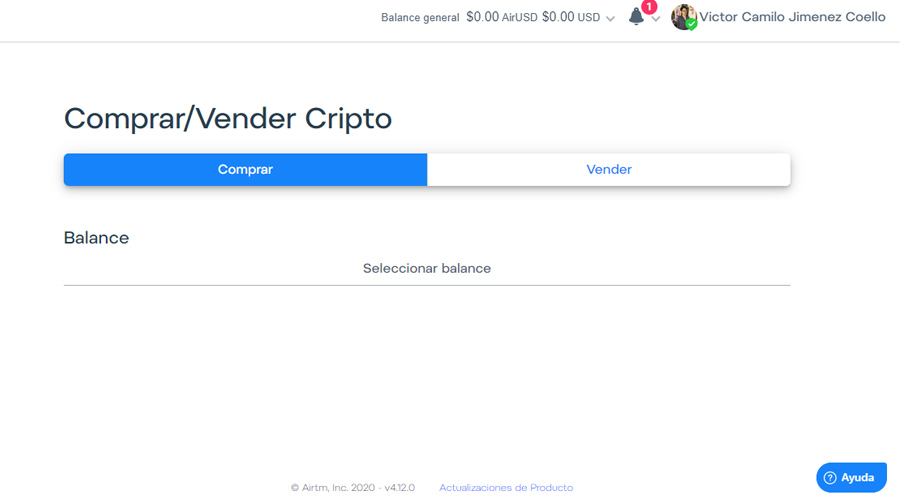 Balance general $0.00 AirUSD $0.00 USD 1 Victor Camilo Jimenez Coello
Comprar/Vender Cripto
Comprar Vender
Balance
Seleccionar balance
? Ayuda
© Airtm, Inc. 2020 - v4.12.0 Actualizaciones de Producto